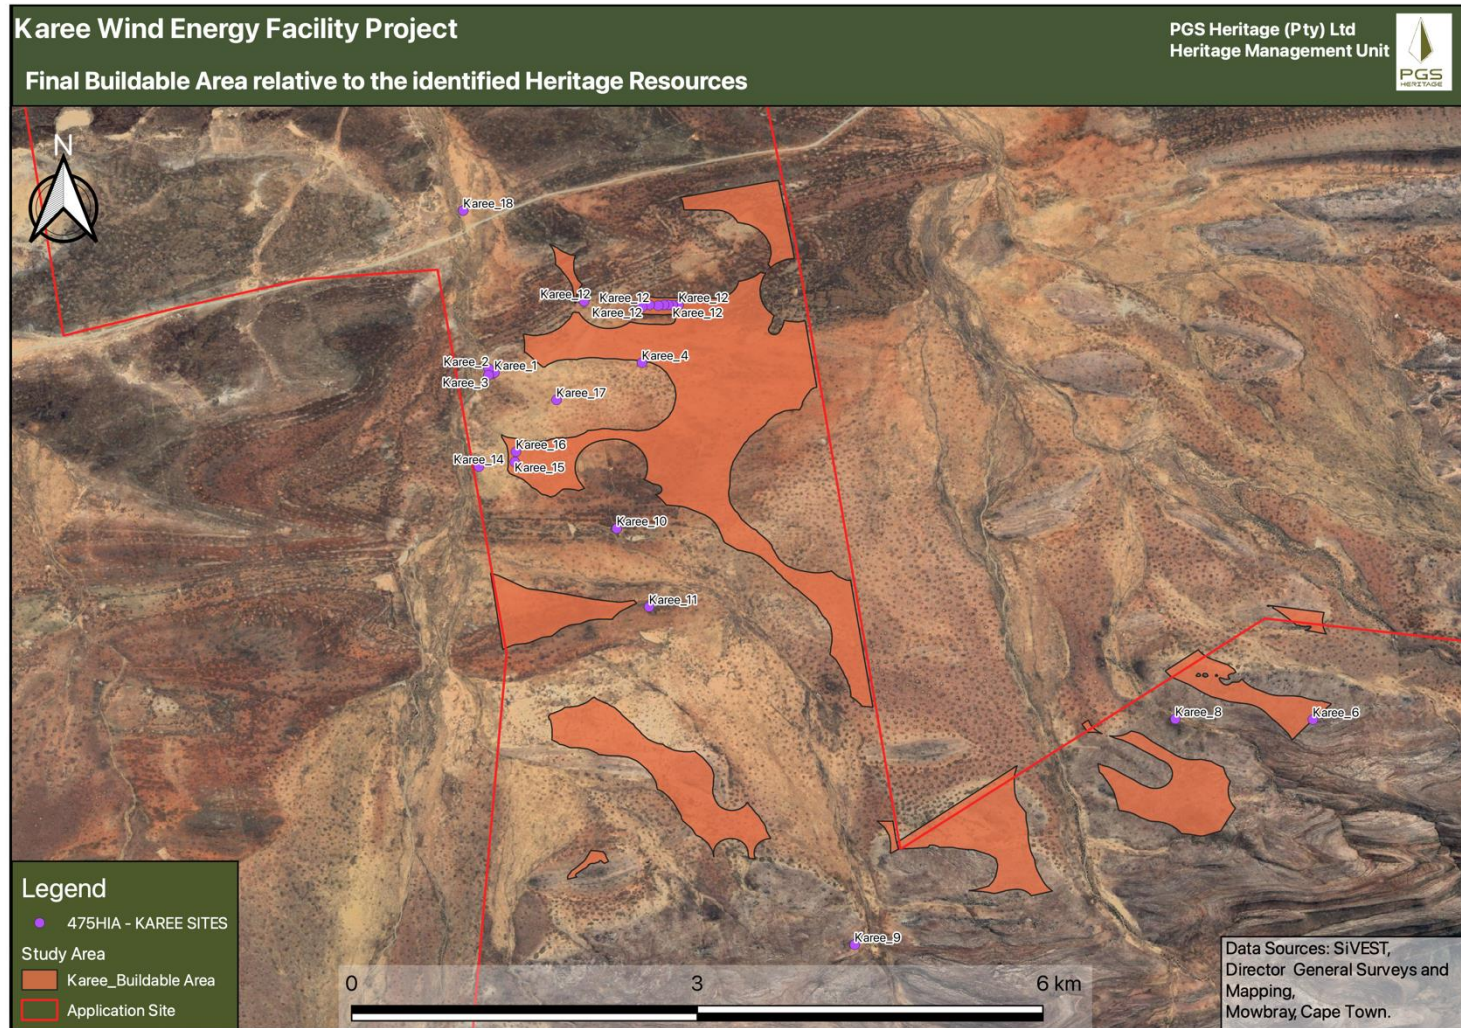 Karee Wind Energy Facility Project
Final Buildable Area relative to the identified Heritage Resources
PGS Heritage (Pty) Ltd
Heritage Management Unit
PGS
HERITAGE
N
Karee_18
Karee_12
Karee_12
Karee_12
Karee_12
Karee_12
Karee_2
Karee_1
Karee_4
Karee_3
Karee_17
Karee_16
Karee_14
Karee_15
Karee_10
Karee_11
Karee_8
Karee_6
Karee_9
Legend
475HIA - KAREE SITES
Study Area
Karee_Buildable Area
Application Site
0
3
6 km
Data Sources: SiVEST,
Director General Surveys and
Mapping,
Mowbray, Cape Town.